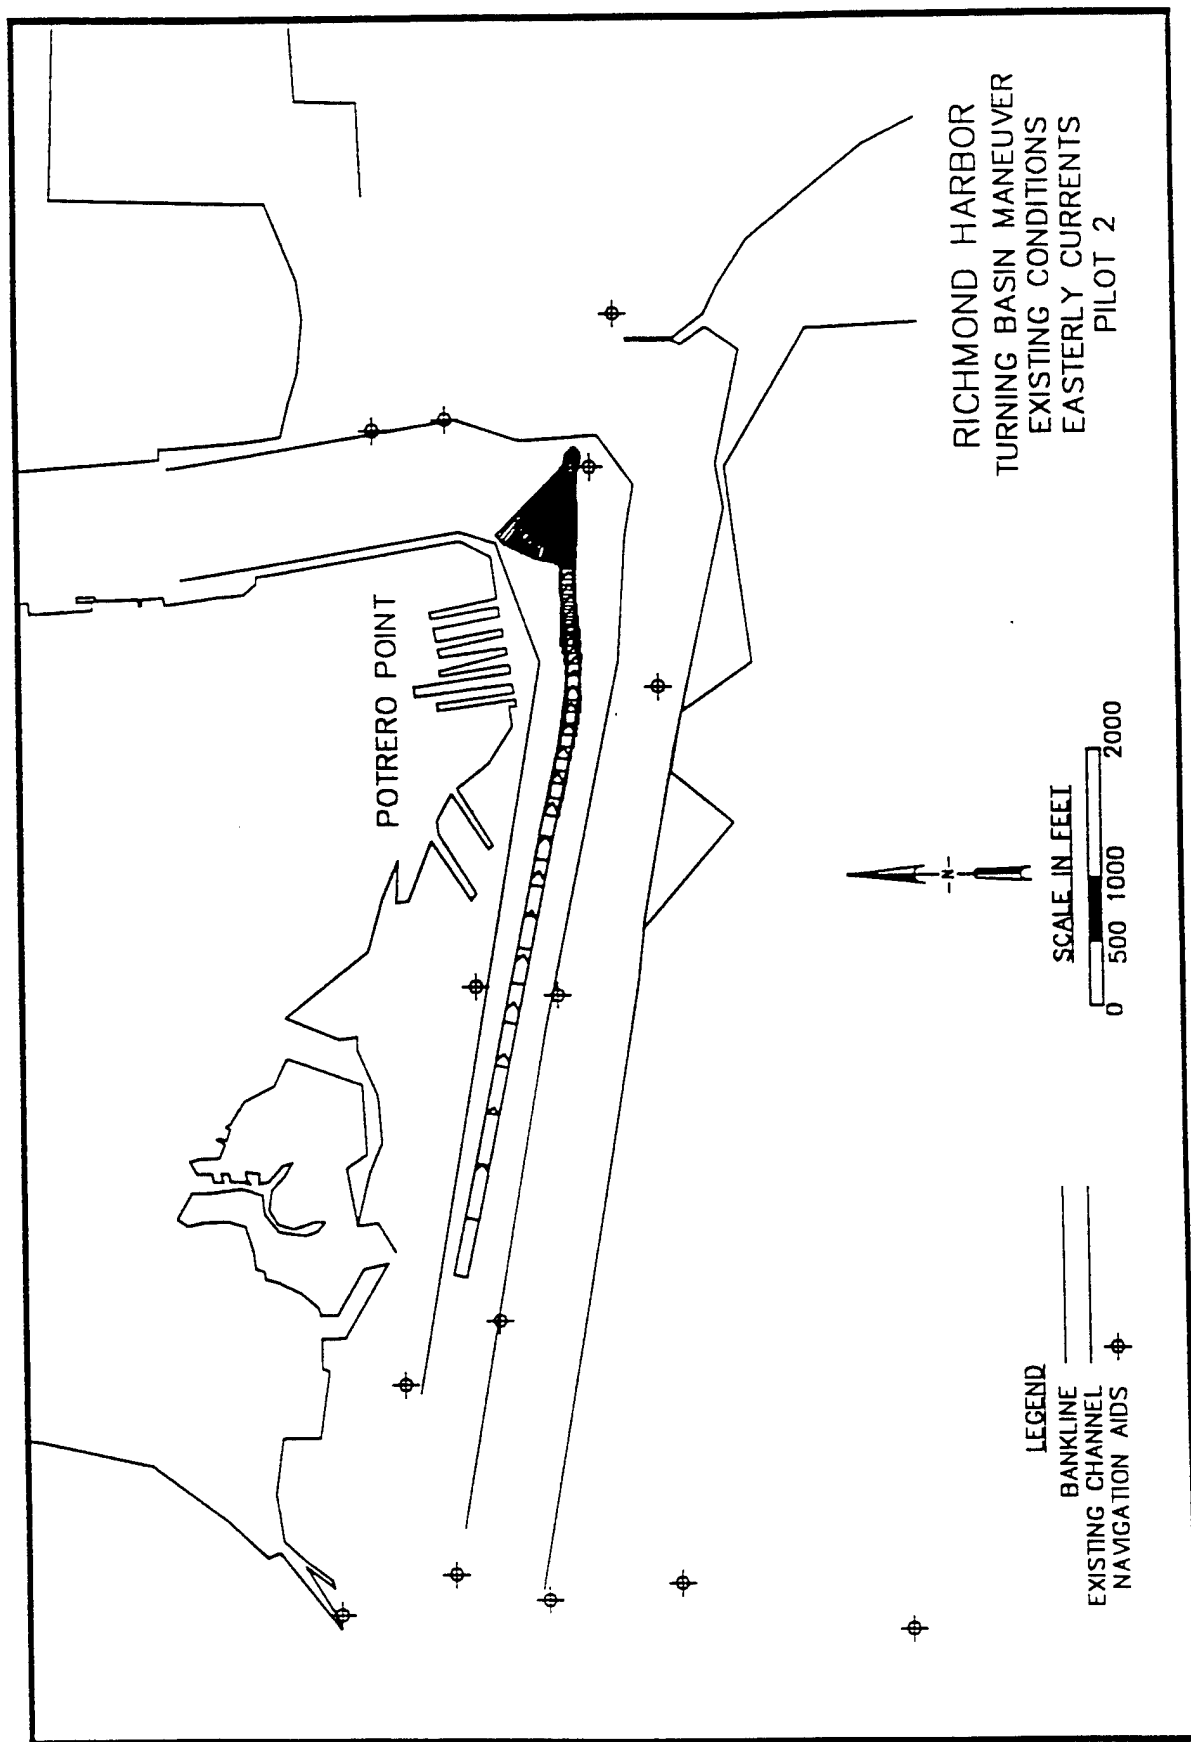 POTRERO POINT
RICHMOND HARBOR
TURNING BASIN MANEUVER
EXISTING CONDITIONS
EASTERLY CURRENTS
PILOT 2
-N-
SCALE IN FEET
0 500 1000 2000
LEGEND
BANKLINE
EXISTING CHANNEL
NAVIGATION AIDS